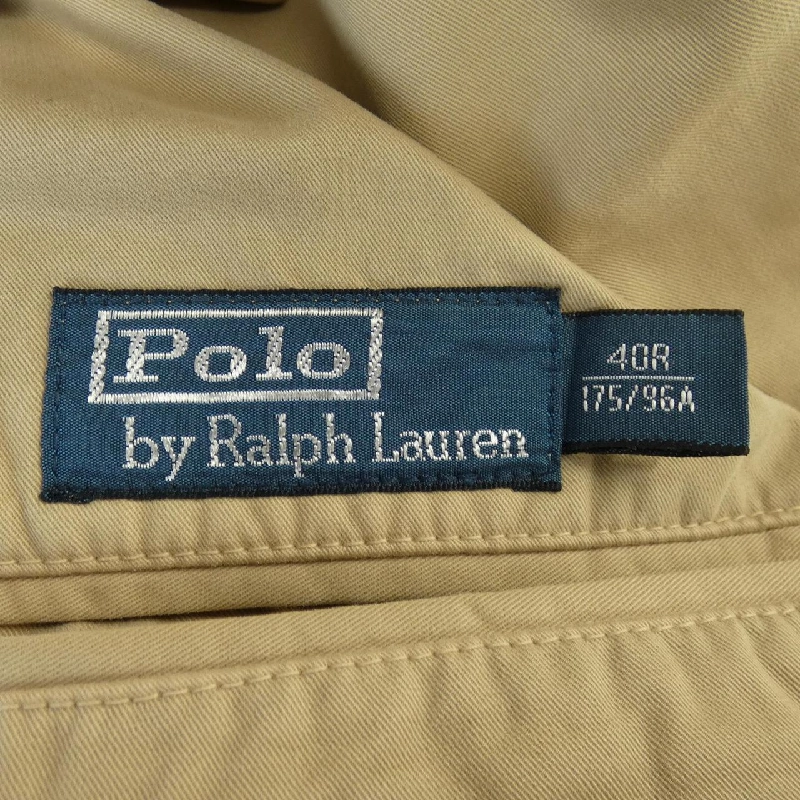 Polo
by Ralph Lauren
40R
175/96A